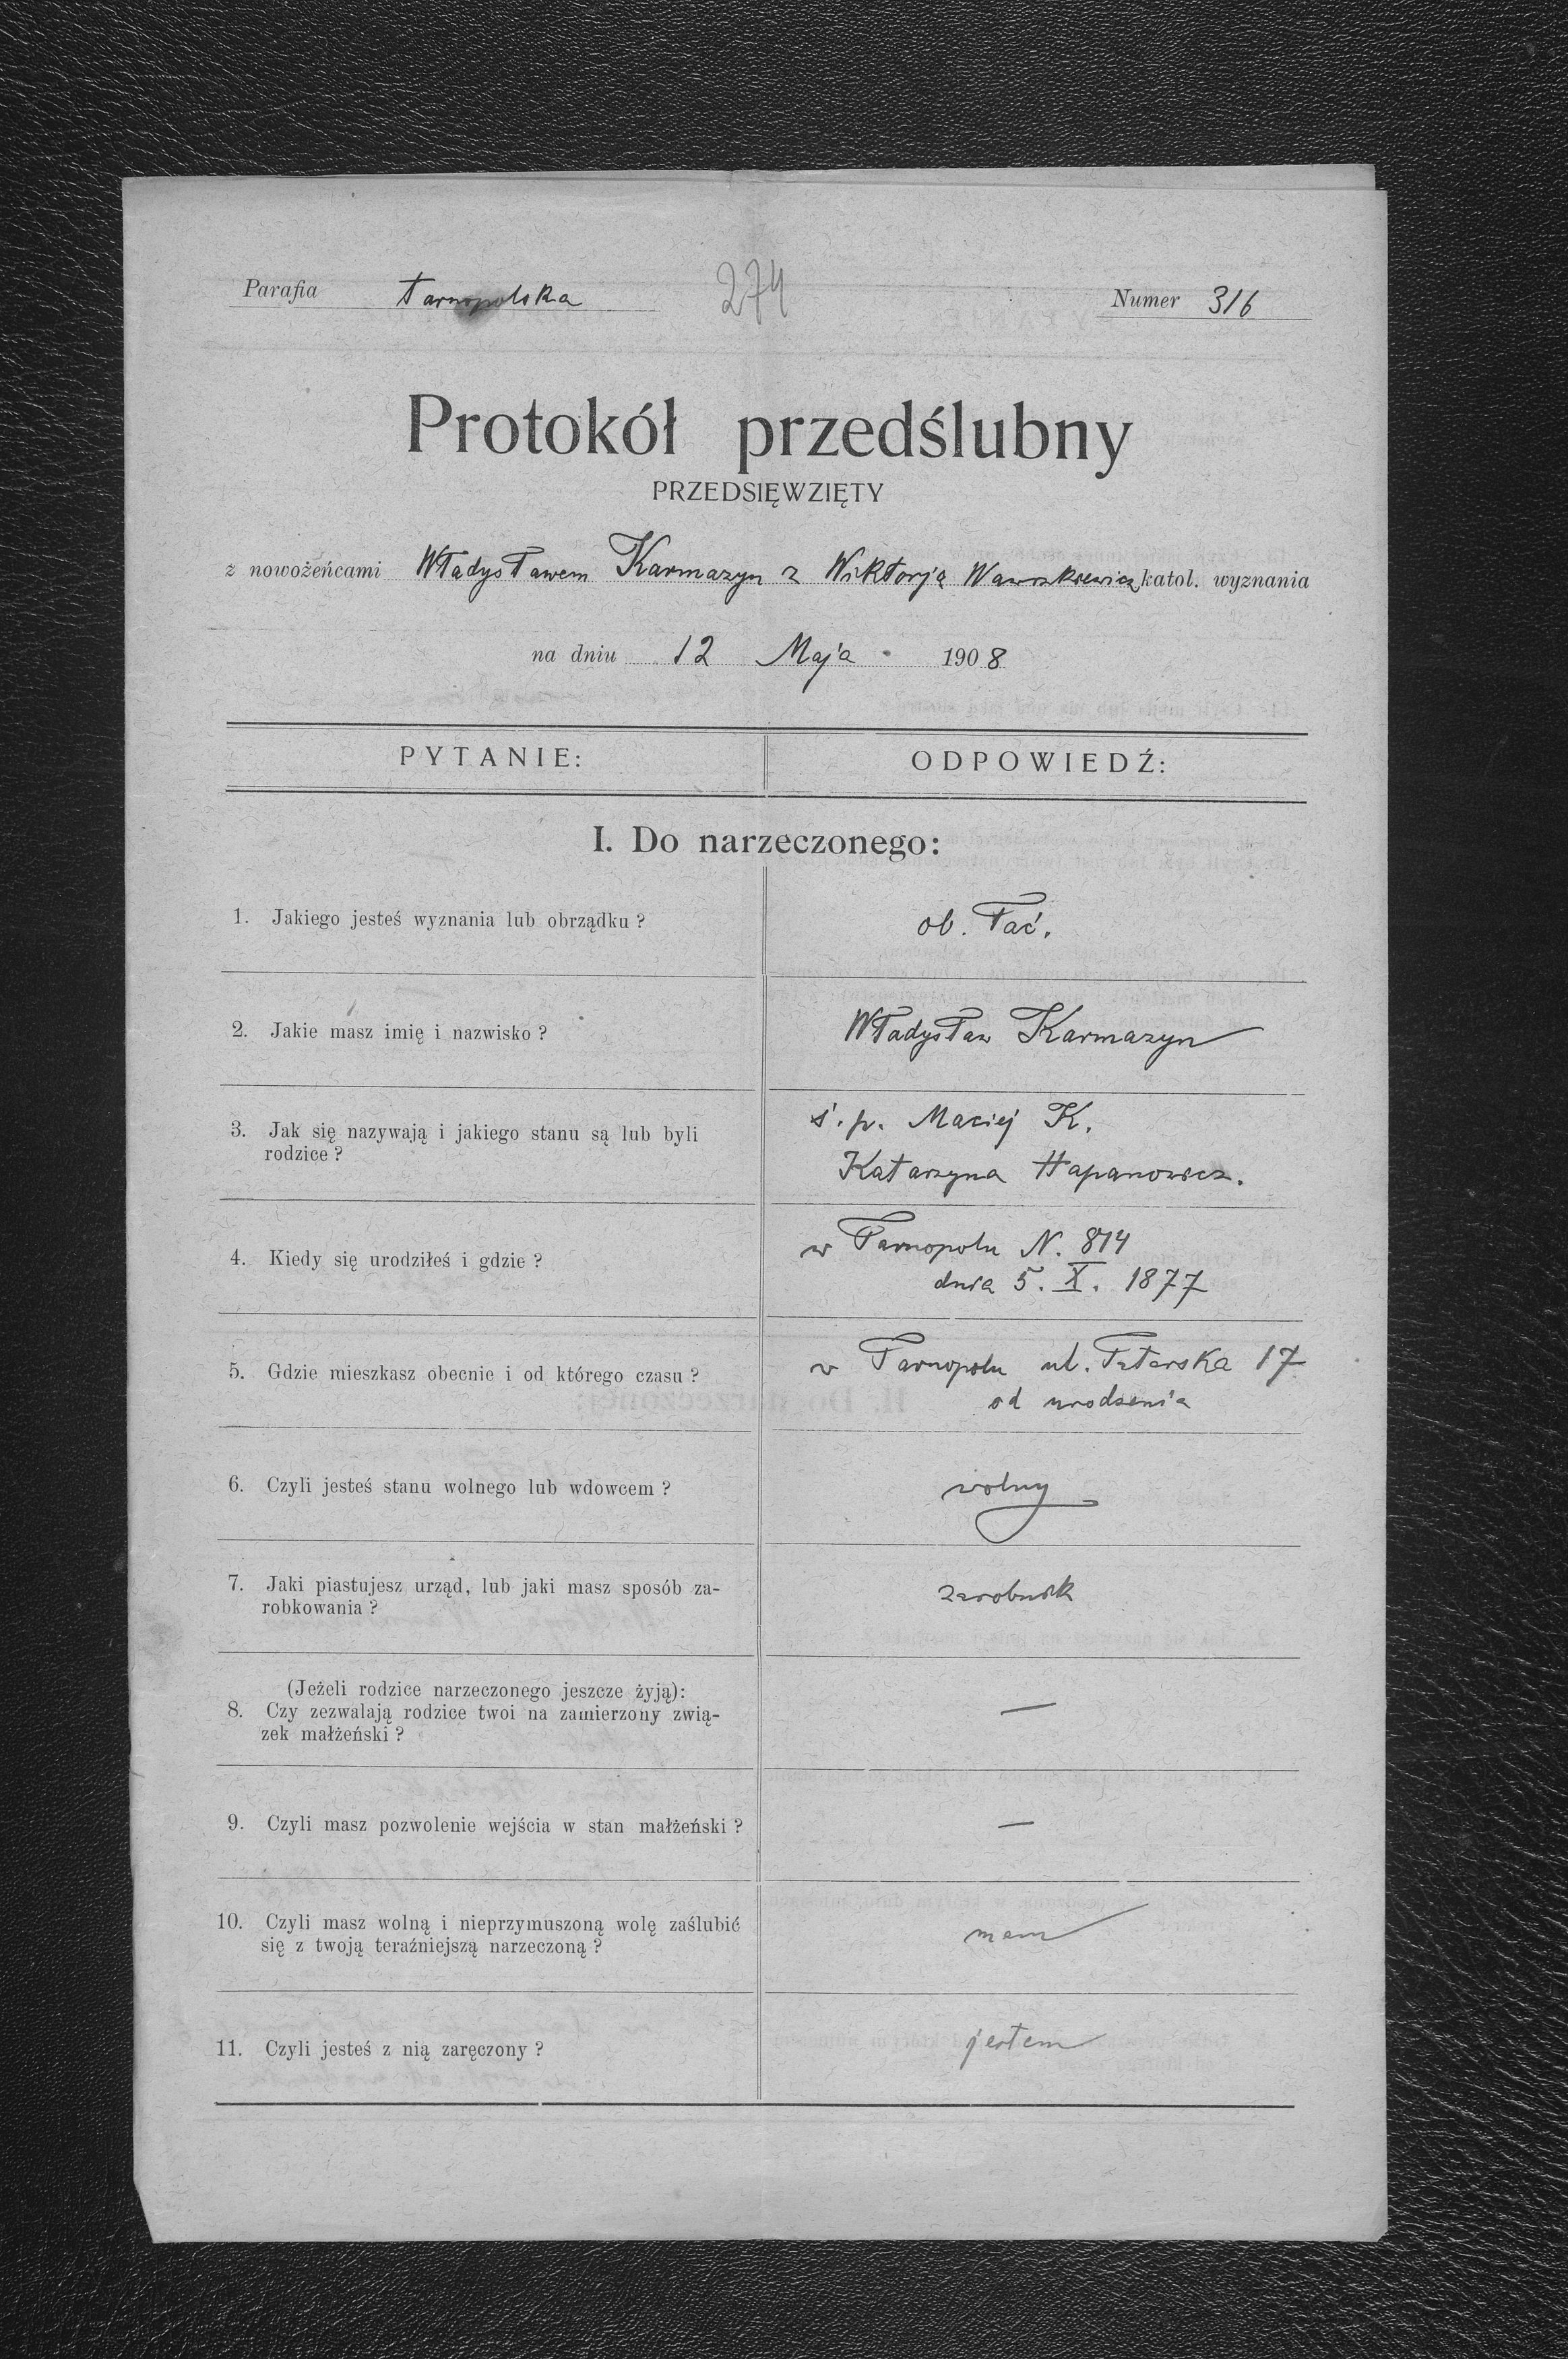 Parafia tarnopolska 274 Numer 316
Protokół przedślubny
PRZEDSIĘWZIĘTY
z nowożeńcami Władysławem Karmazyn z Wiktorją Wawrzkiewicz katol. wyznania
na dniu 12 Maja 1908
PYTANIE: ODPOWIEDŹ:
I. Do narzeczonego:
1. Jakiego jesteś wyznania lub obrządku? ob. łać.
2. Jakie masz imię i nazwisko? Władysław Karmazyn
ś. p. Maciej K.
3. Jak się nazywają i jakiego stanu są lub byli
rodzice? Katarzyna Hapanowicz.
w Tarnopolu N. 814
4. Kiedy się urodziłeś i gdzie?
dnia 5. X. 1877
w Tarnopolu ul. 17
5. Gdzie mieszkasz obecnie i od którego czasu?
od urodzenia
6. Czyli jesteś stanu wolnego lub wdowcem? wolny
7. Jaki piastujesz urząd, lub jaki masz sposób za-
robkowania? zarobnik
(Jeżeli rodzice narzeczonego jeszcze żyją):
8. Czy zezwalają rodzice twoi na zamierzony zwią- —
zek małżeński?
9. Czyli masz pozwolenie wejścia w stan małżeński? —
10. Czyli masz wolną i nieprzymuszoną wolę zaślubić
się z twoją teraźniejszą narzeczoną? mam
11. Czyli jesteś z nią zaręczony? jestem